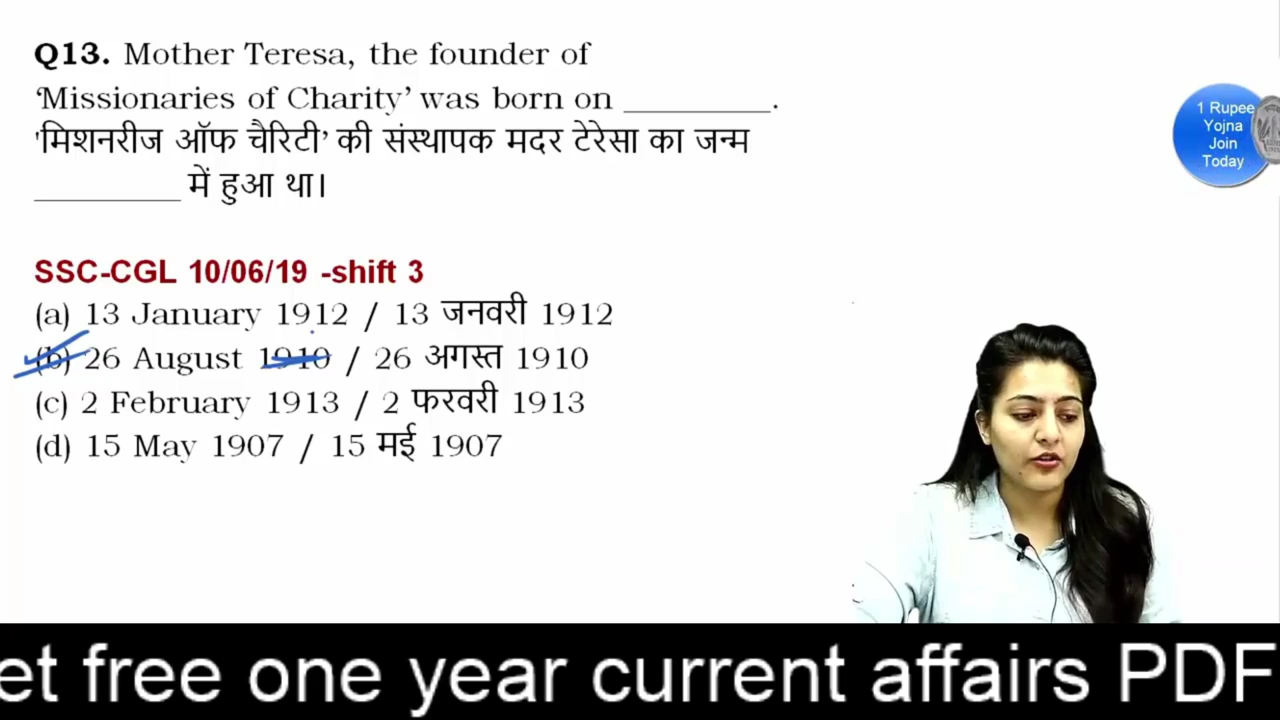 Q13. Mother Teresa, the founder of
‘Missionaries of Charity’ was born on _________.
'मिशनरीज ऑफ चैरिटी’ की संस्थापक मदर टेरेसा का जन्म
_________ में हुआ था।
SSC-CGL 10/06/19 -shift 3
(a) 13 January 1912 / 13 जनवरी 1912
(b) 26 August 1910 / 26 अगस्त 1910
(c) 2 February 1913 / 2 फरवरी 1913
(d) 15 May 1907 / 15 मई 1907
1 Rupee
Yojna
Join
Today
et free one year current affairs PDF